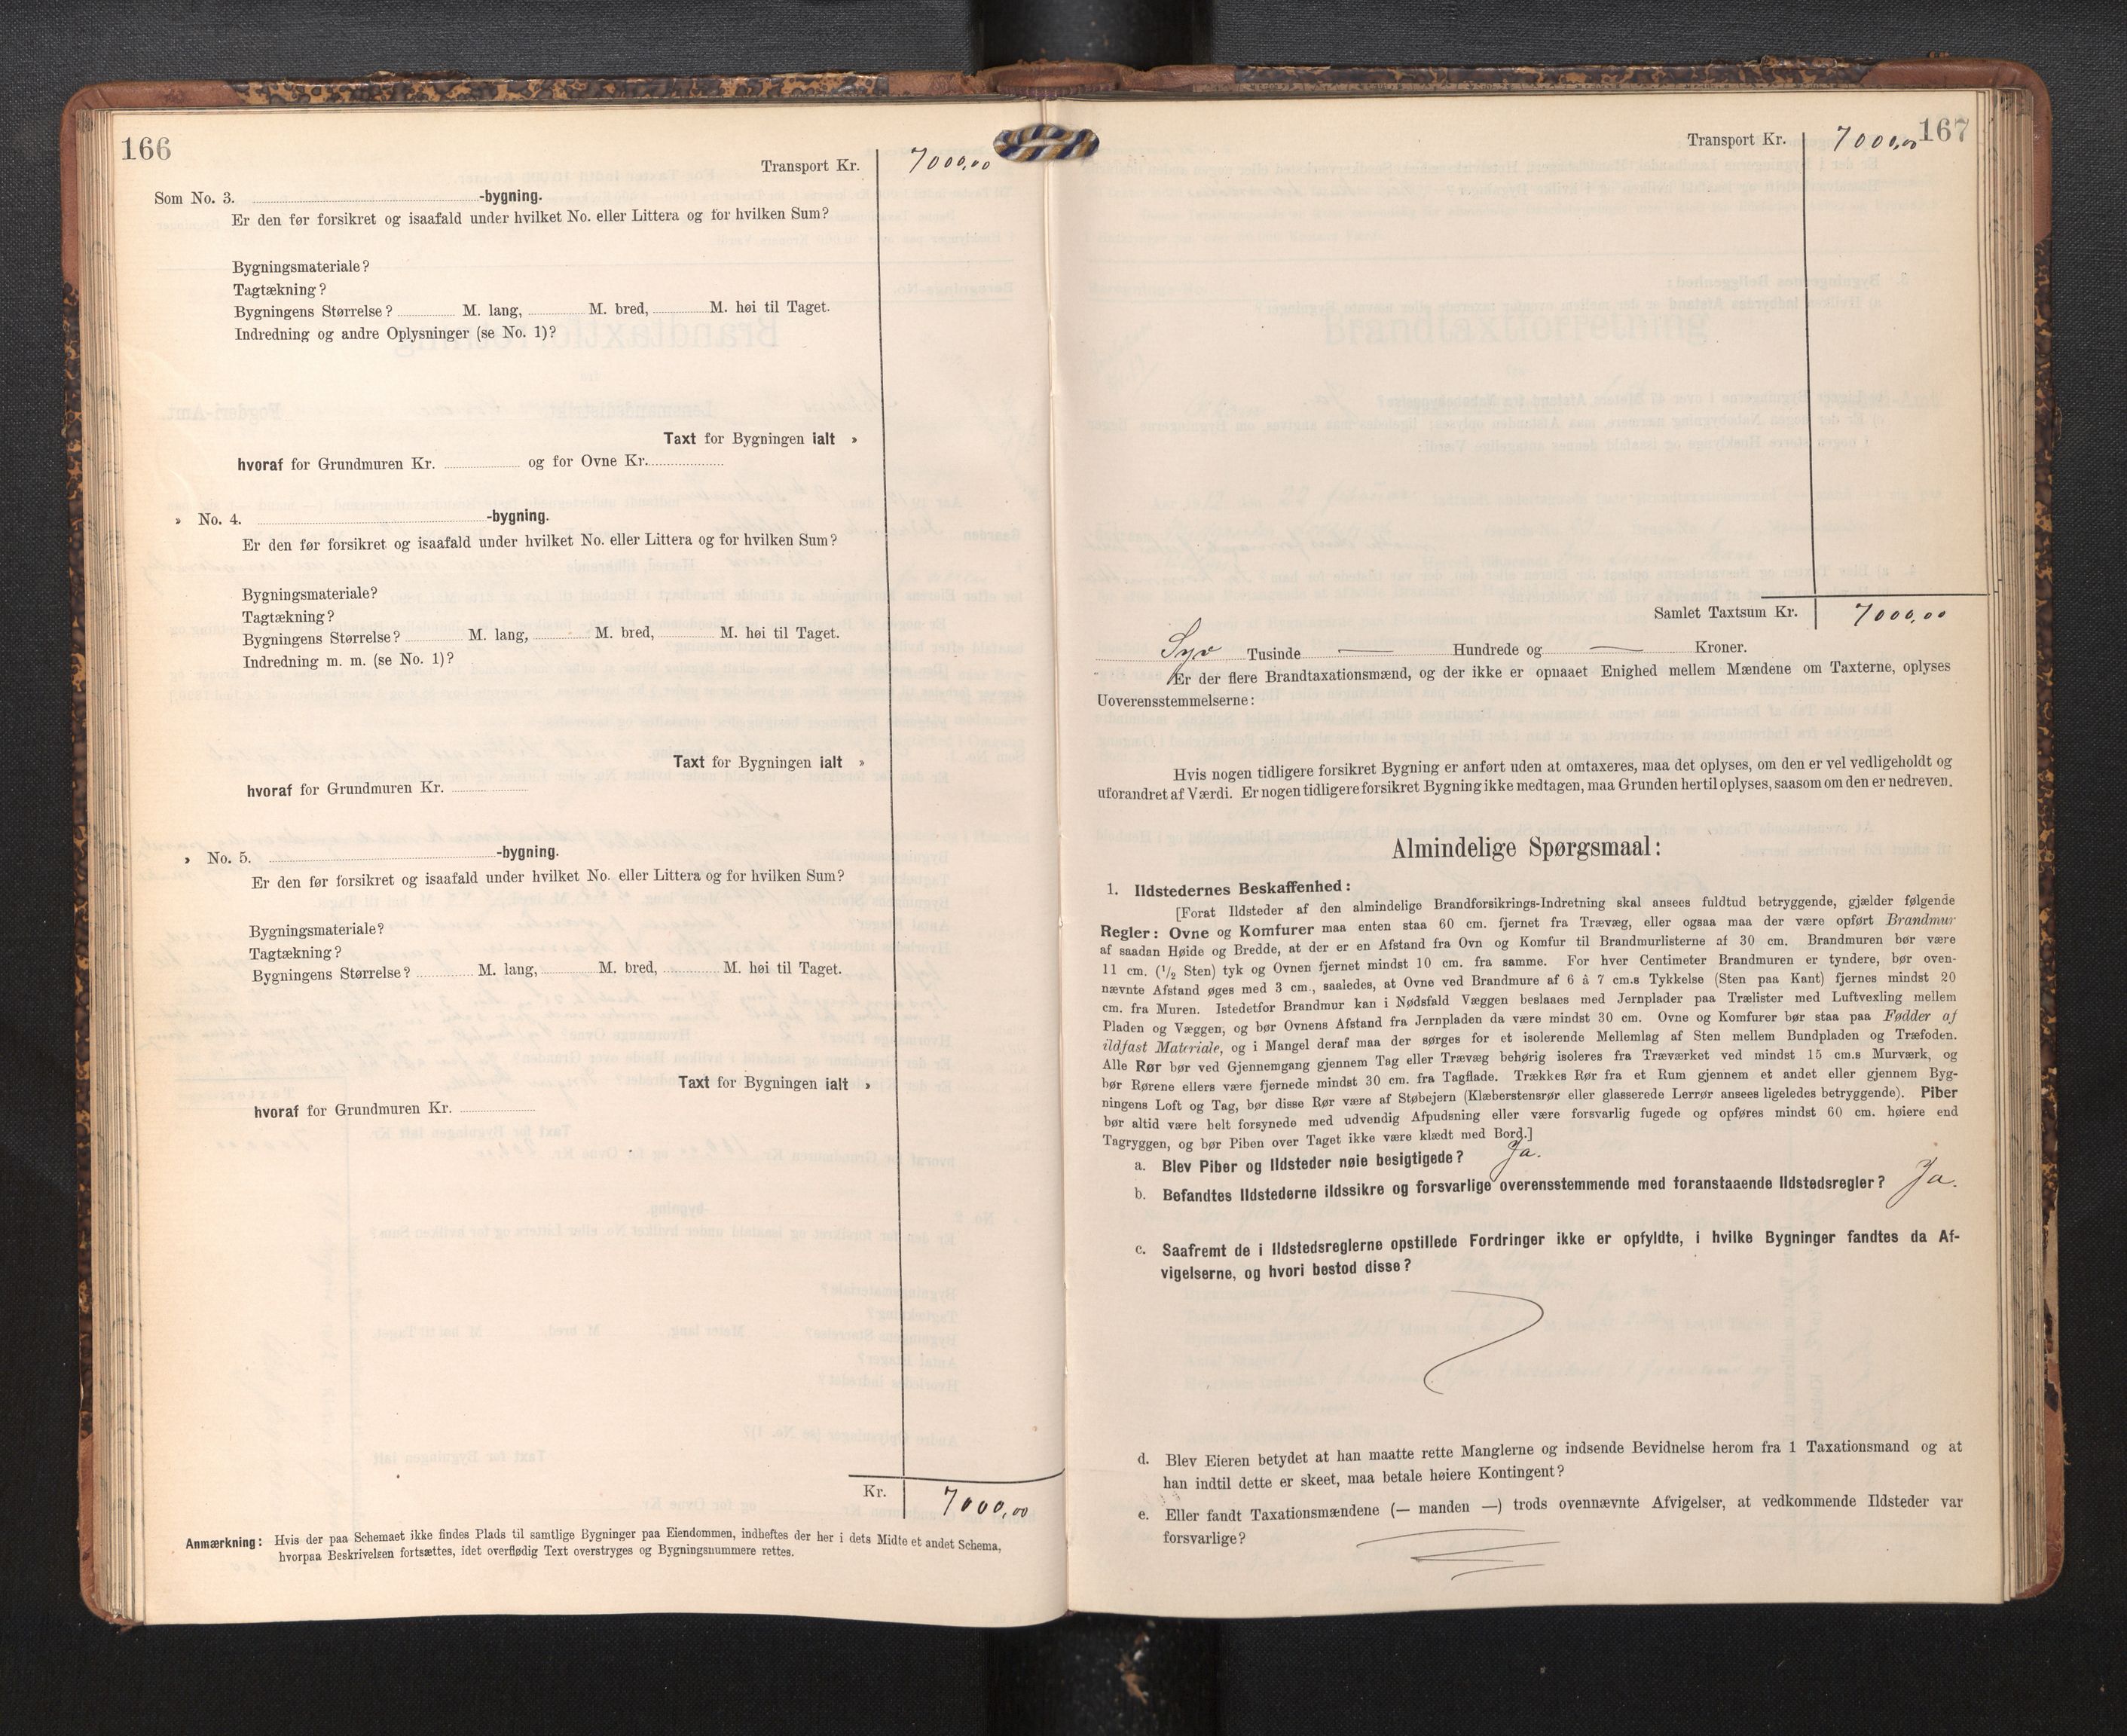 166
Transport Kr. 7000,00
Som No. 3. -bygning.
Er den før forsikret og isaafald under hvilket No. eller Littera og for hvilken Sum?
Bygningsmateriale?
Tagtækning?
Bygningens Størrelse? M. lang, M. bred, M. høi til Taget.
Indredning og andre Oplysninger (se No. 1)?
Taxt for Bygningen ialt »
hvoraf for Grundmuren Kr. og for Ovne Kr.
» No. 4. -bygning.
Er den før forsikret og isaafald under hvilket No. eller Littera og for hvilken Sum?
Bygningsmateriale?
Tagtækning?
Bygningens Størrelse? M. lang, M. bred, M. høi til Taget.
Indredning m. m. (se No. 1)?
Taxt for Bygningen ialt »
hvoraf for Grundmuren Kr.
» No. 5. -bygning.
Er den før forsikret og isaafald under hvilket No. eller Littera og for hvilken Sum?
Bygningsmateriale?
Tagtækning?
Bygningens Størrelse? M. lang, M. bred, M. høi til Taget.
Taxt for Bygningen ialt »
hvoraf for Grundmuren Kr.
Kr. 7000,00
Anmærkning: Hvis der paa Schemaet ikke findes Plads til samtlige Bygninger paa Eiendommen, indheftes der her i dets Midte et andet Schema,
hvorpaa Beskrivelsen fortsættes, idet overflødig Text overstryges og Bygningsnummere rettes.
167
Transport Kr. 7000,00
Samlet Taxtsum Kr. 7000,00
Syv Tusinde — Hundrede og — Kroner.
Er der flere Brandtaxationsmænd, og der ikke er opnaaet Enighed mellem Mændene om Taxterne, oplyses
Uoverensstemmelserne:
Hvis nogen tidligere forsikret Bygning er anført uden at omtaxeres, maa det oplyses, om den er vel vedligeholdt og
uforandret af Værdi. Er nogen tidligere forsikret Bygning ikke medtagen, maa Grunden hertil oplyses, saasom om den er nedreven.
Almindelige Spørgsmaal:
1. Ildstedernes Beskaffenhed:
[Forat Ildsteder af den almindelige Brandforsikrings-Indretning skal ansees fuldtud betryggende, gjælder følgende
Regler: Ovne og Komfurer maa enten staa 60 cm. fjernet fra Trævæg, eller ogsaa maa der være opført Brandmur
af saadan Høide og Bredde, at der er en Afstand fra Ovn og Komfur til Brandmurlisterne af 30 cm. Brandmuren bør være
11 cm. (1/2 Sten) tyk og Ovnen fjernet mindst 10 cm. fra samme. For hver Centimeter Brandmuren er tyndere, bør oven-
nævnte Afstand øges med 3 cm., saaledes, at Ovne ved Brandmure af 6 à 7 cm.s Tykkelse (Sten paa Kant) fjernes mindst 20
cm. fra Muren. Istedetfor Brandmur kan i Nødsfald Væggen beslaaes med Jernplader paa Trælister med Luftvexling mellem
Pladen og Væggen, og bør Ovnens Afstand fra Jernpladen da være mindst 30 cm. Ovne og Komfurer bør staa paa Fødder af
ildfast Materiale, og i Mangel deraf maa der sørges for et isolerende Mellemlag af Sten mellem Bundpladen og Træfoden.
Alle Rør bør ved Gjennemgang gjennem Tag eller Trævæg behørig isoleres fra Træværket ved mindst 15 cm.s Murværk, og
bør Rørene ellers være fjernede mindst 30 cm. fra Tagflade. Trækkes Rør fra et Rum gjennem et andet eller gjennem Byg-
ningens Loft og Tag, bør disse Rør være af Støbejern (Klæberstensrør eller glasserede Lerrør ansees ligeledes betryggende). Piber
bør altid være helt forsynede med udvendig Afpudsning eller være forsvarlig fugede og opføres mindst 60 cm. høiere end
Tagryggen, og bør Piben over Taget ikke være klædt med Bord.]
a. Blev Piber og Ildsteder nøie besigtigede? Ja.
b. Befandtes Ildstederne ildssikre og forsvarlige overensstemmende med foranstaaende Ildstedsregler? Ja.
c. Saafremt de i Ildstedsreglerne opstillede Fordringer ikke er opfyldte, i hvilke Bygninger fandtes da Af-
vigelserne, og hvori bestod disse?
d. Blev Eieren betydet at han maatte rette Manglerne og indsende Bevidnelse herom fra 1 Taxationsmand og at
han indtil dette er skeet, maa betale høiere Kontingent?
e. Eller fandt Taxationsmændene (— manden —) trods ovennævnte Afvigelser, at vedkommende Ildsteder var
forsvarlige?